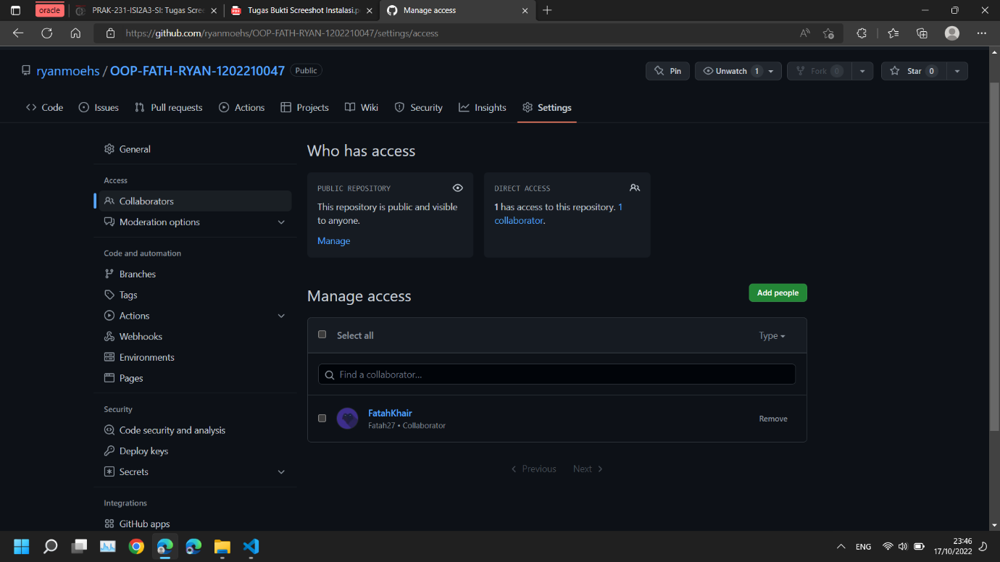 oracle
PRAK-231-ISI2A3-SI: Tugas Scree
Tugas Bukti Screeshot Instalasi.p
Manage access
https://github.com/ryanmoehs/OOP-FATH-RYAN-1202210047/settings/access
ryanmoehs / OOP-FATH-RYAN-1202210047 Public
Pin
Unwatch 1
Fork 0
Star 0
Code
Issues
Pull requests
Actions
Projects
Wiki
Security
Insights
Settings
General
Access
Collaborators
Moderation options
Code and automation
Branches
Tags
Actions
Webhooks
Environments
Pages
Security
Code security and analysis
Deploy keys
Secrets
Integrations
GitHub apps
Who has access
PUBLIC REPOSITORY
This repository is public and visible
to anyone.
Manage
DIRECT ACCESS
1 has access to this repository. 1
collaborator.
Manage access
Add people
Select all
Type
Find a collaborator...
FatahKhair
Fatah27 • Collaborator
Remove
Previous
Next
ENG
23:46
17/10/2022